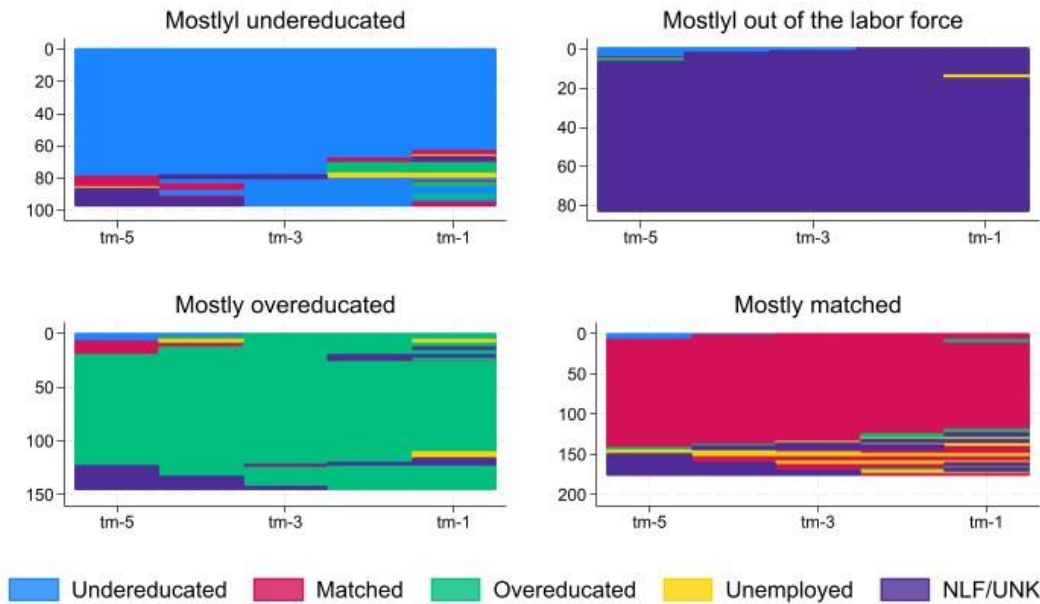 Mostlyl undereducated
0
20
40
60
80
100
tm-5 tm-3 tm-1
Mostlyl out of the labor force
0
20
40
60
80
tm-5 tm-3 tm-1
Mostly overeducated
0
50
100
150
tm-5 tm-3 tm-1
Mostly matched
0
50
100
150
200
tm-5 tm-3 tm-1
Undereducated Matched Overeducated Unemployed NLF/UNK